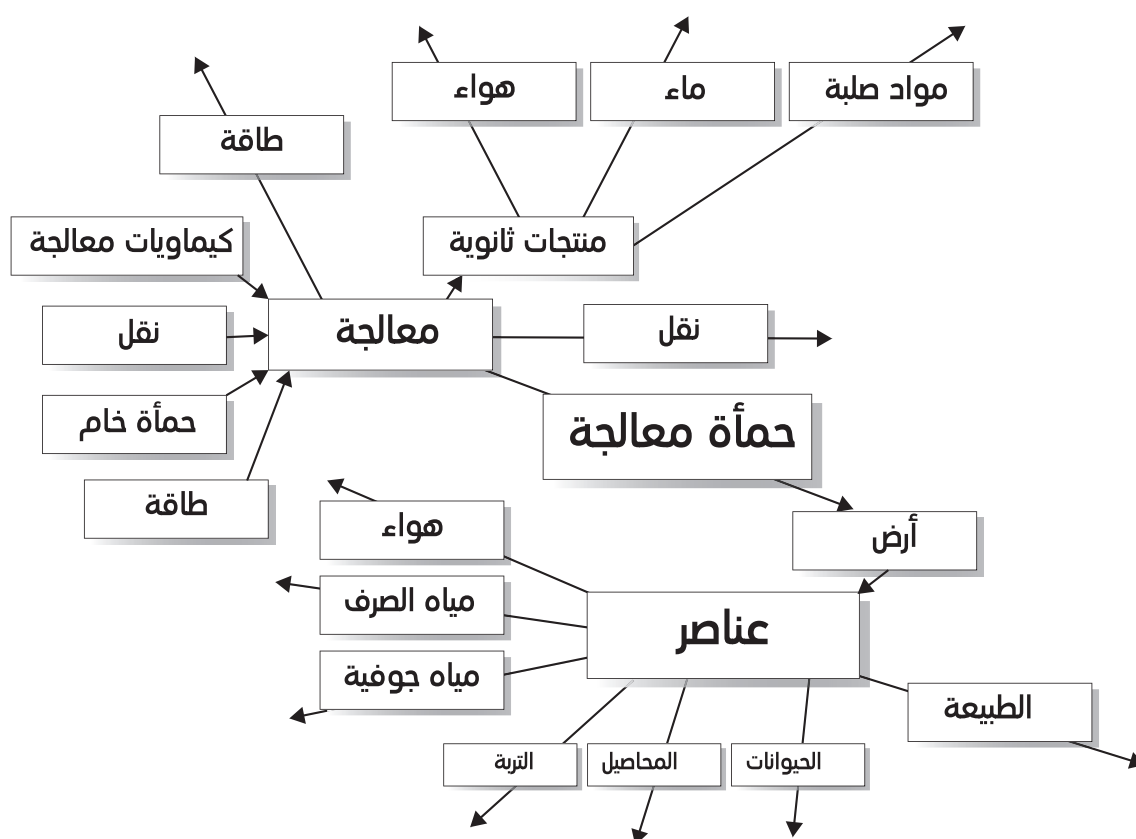 هواء
ماء
مواد صلبة
طاقة
منتجات ثانوية
كيماويات معالجة
نقل
معالجة
نقل
حمأة خام
حمأة معالجة
طاقة
هواء
أرض
مياه الصرف
عناصر
مياه جوفية
الطبيعة
التربة
المحاصيل
الحيوانات